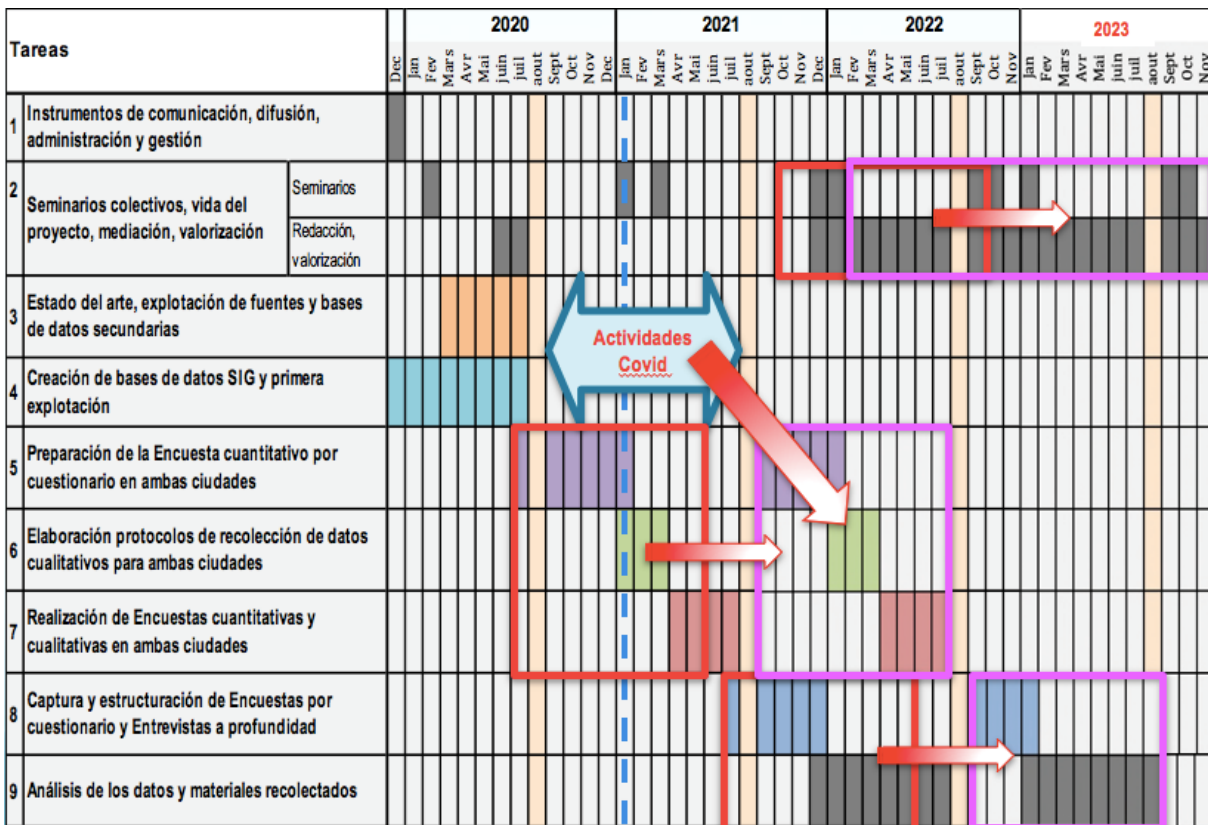 Tareas
2020
2021
2022
2023
Dec Jan Fev Mars Avr Mai juin juil aout Sept Oct Nov Dec Jan Fev Mars Avr Mai juin juil aout Sept Oct Nov Dec Jan Fev Mars Avr Mai juin juil aout Sept Oct Nov Jan Fev Mars Avr Mai juin juil aout Sept Oct Nov
1
Instrumentos de comunicación, difusión,
administración y gestión
2
Seminarios colectivos, vida del
proyecto, mediación, valorización
Seminarios
Redacción,
valorización
3
Estado del arte, explotación de fuentes y bases
de datos secundarias
Actividades
Covid
4
Creación de bases de datos SIG y primera
explotación
5
Preparación de la Encuesta cuantitativo por
cuestionario en ambas ciudades
6
Elaboración protocolos de recolección de datos
cualitativos para ambas ciudades
7
Realización de Encuestas cuantitativas y
cualitativas en ambas ciudades
8
Captura y estructuración de Encuestas por
cuestionario y Entrevistas a profundidad
9
Análisis de los datos y materiales recolectados